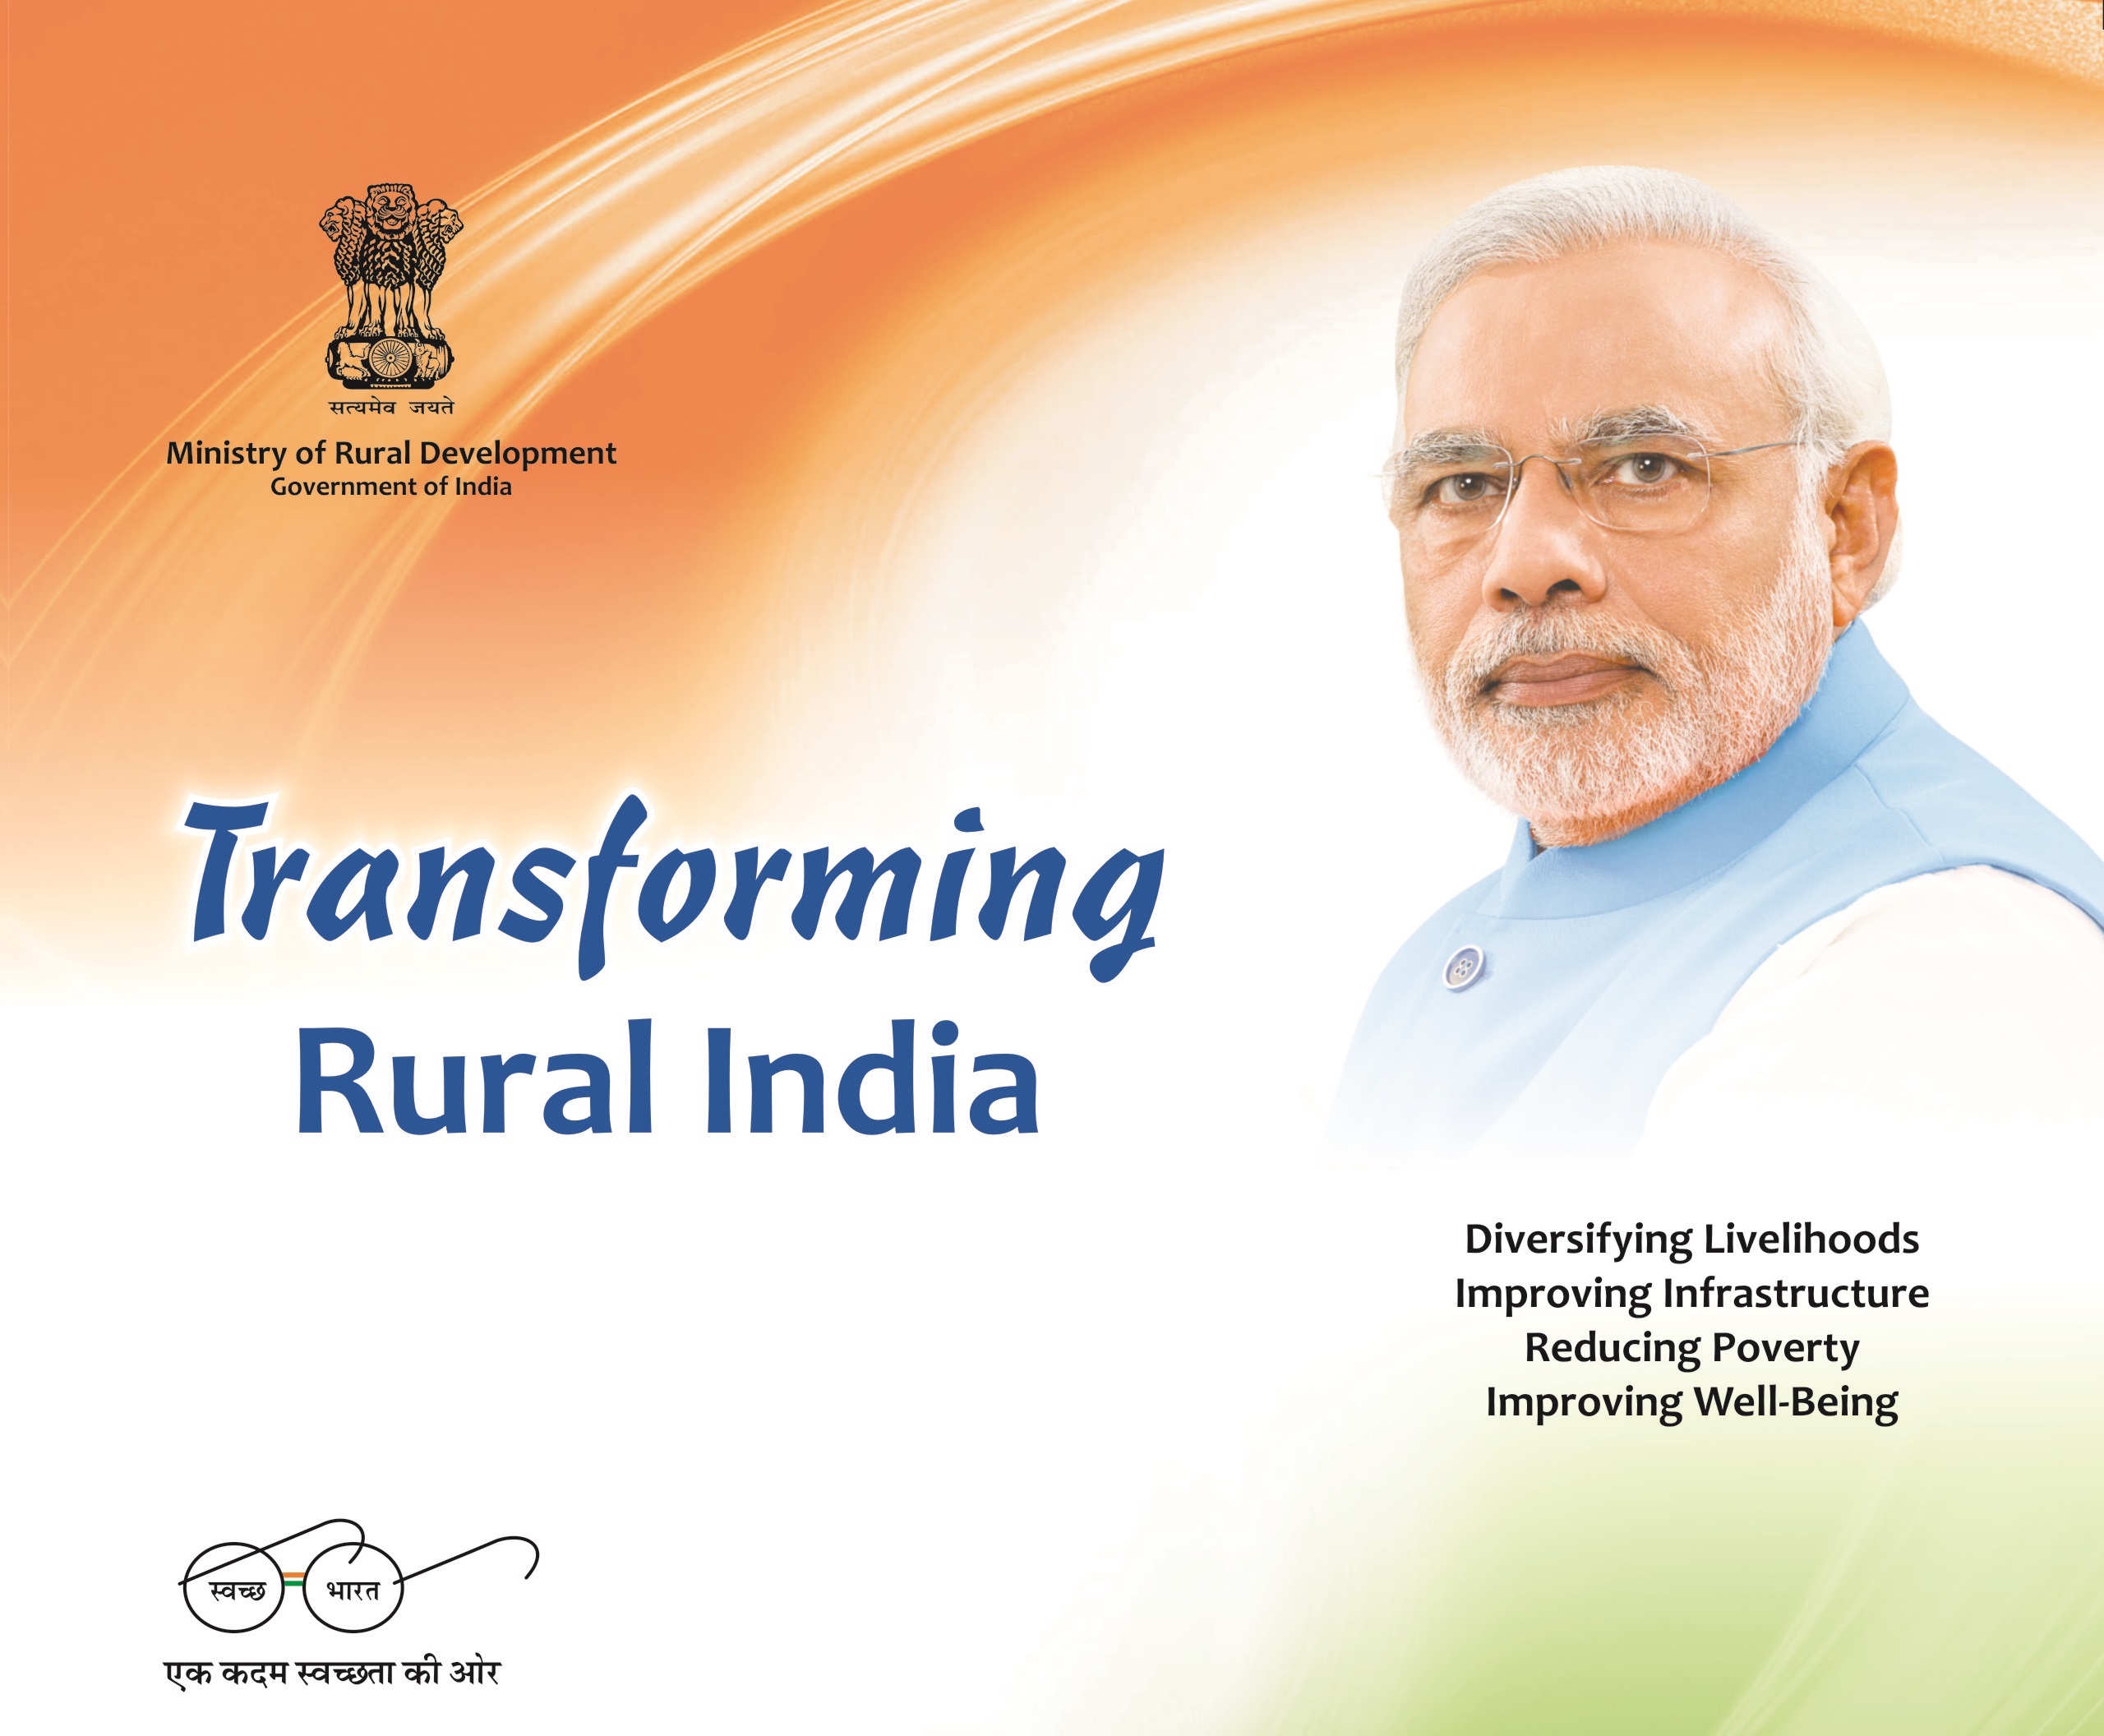 सत्यमेव जयते
Ministry of Rural Development
Government of India
Transforming
Rural India
Diversifying Livelihoods
Improving Infrastructure
Reducing Poverty
Improving Well-Being
स्वच्छ भारत
एक कदम स्वच्छता की ओर